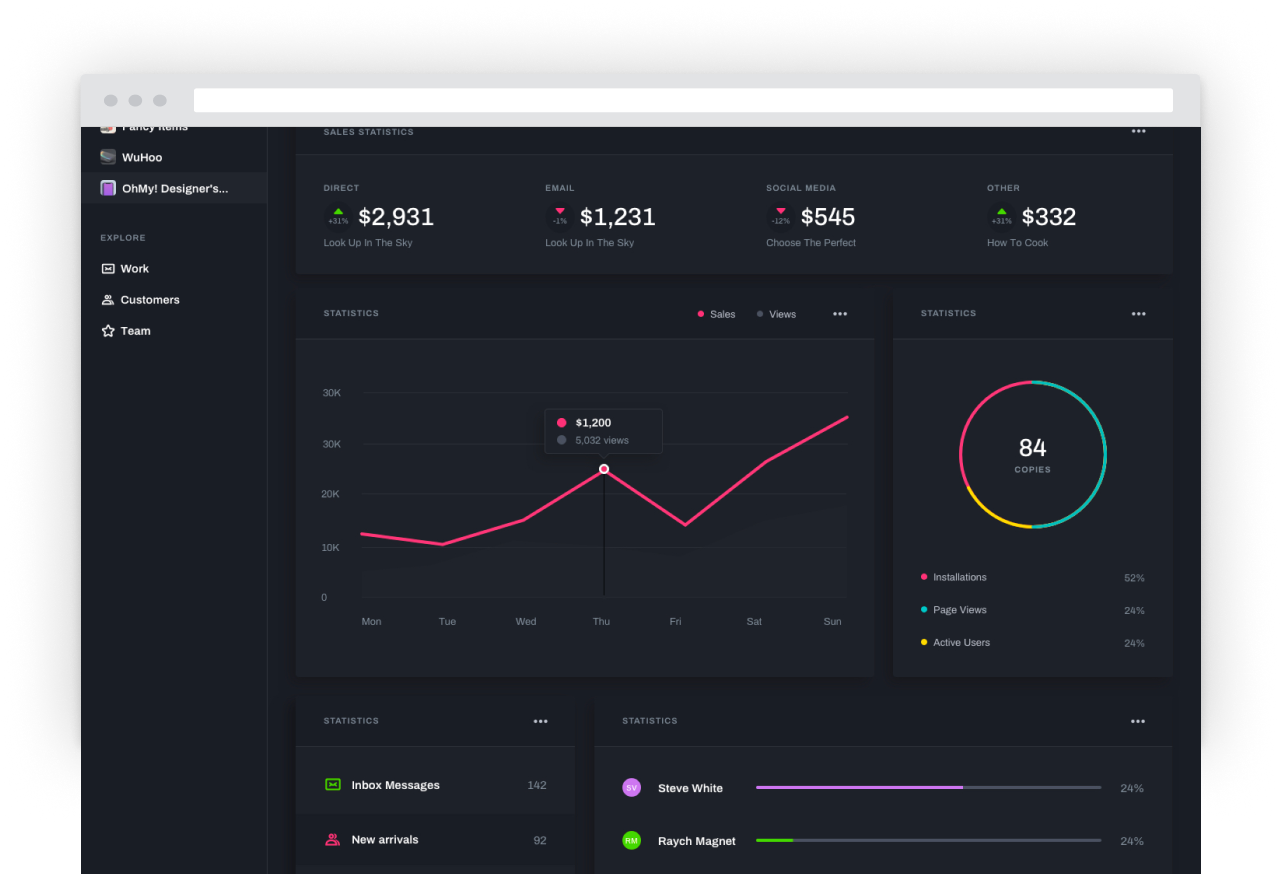 Fancy Items
WuHoo
OhMy! Designer's...
EXPLORE
Work
Customers
Team
SALES STATISTICS
DIRECT
+31%
$2,931
Look Up In The Sky
EMAIL
-1%
$1,231
Look Up In The Sky
SOCIAL MEDIA
-12%
$545
Choose The Perfect
OTHER
+31%
$332
How To Cook
STATISTICS
Sales
Views
30K
30K
20K
10K
0
$1,200
5,032 views
Mon
Tue
Wed
Thu
Fri
Sat
Sun
STATISTICS
84
COPIES
Installations
52%
Page Views
24%
Active Users
24%
STATISTICS
Inbox Messages
142
New arrivals
92
STATISTICS
SV
Steve White
24%
RM
Raych Magnet
24%